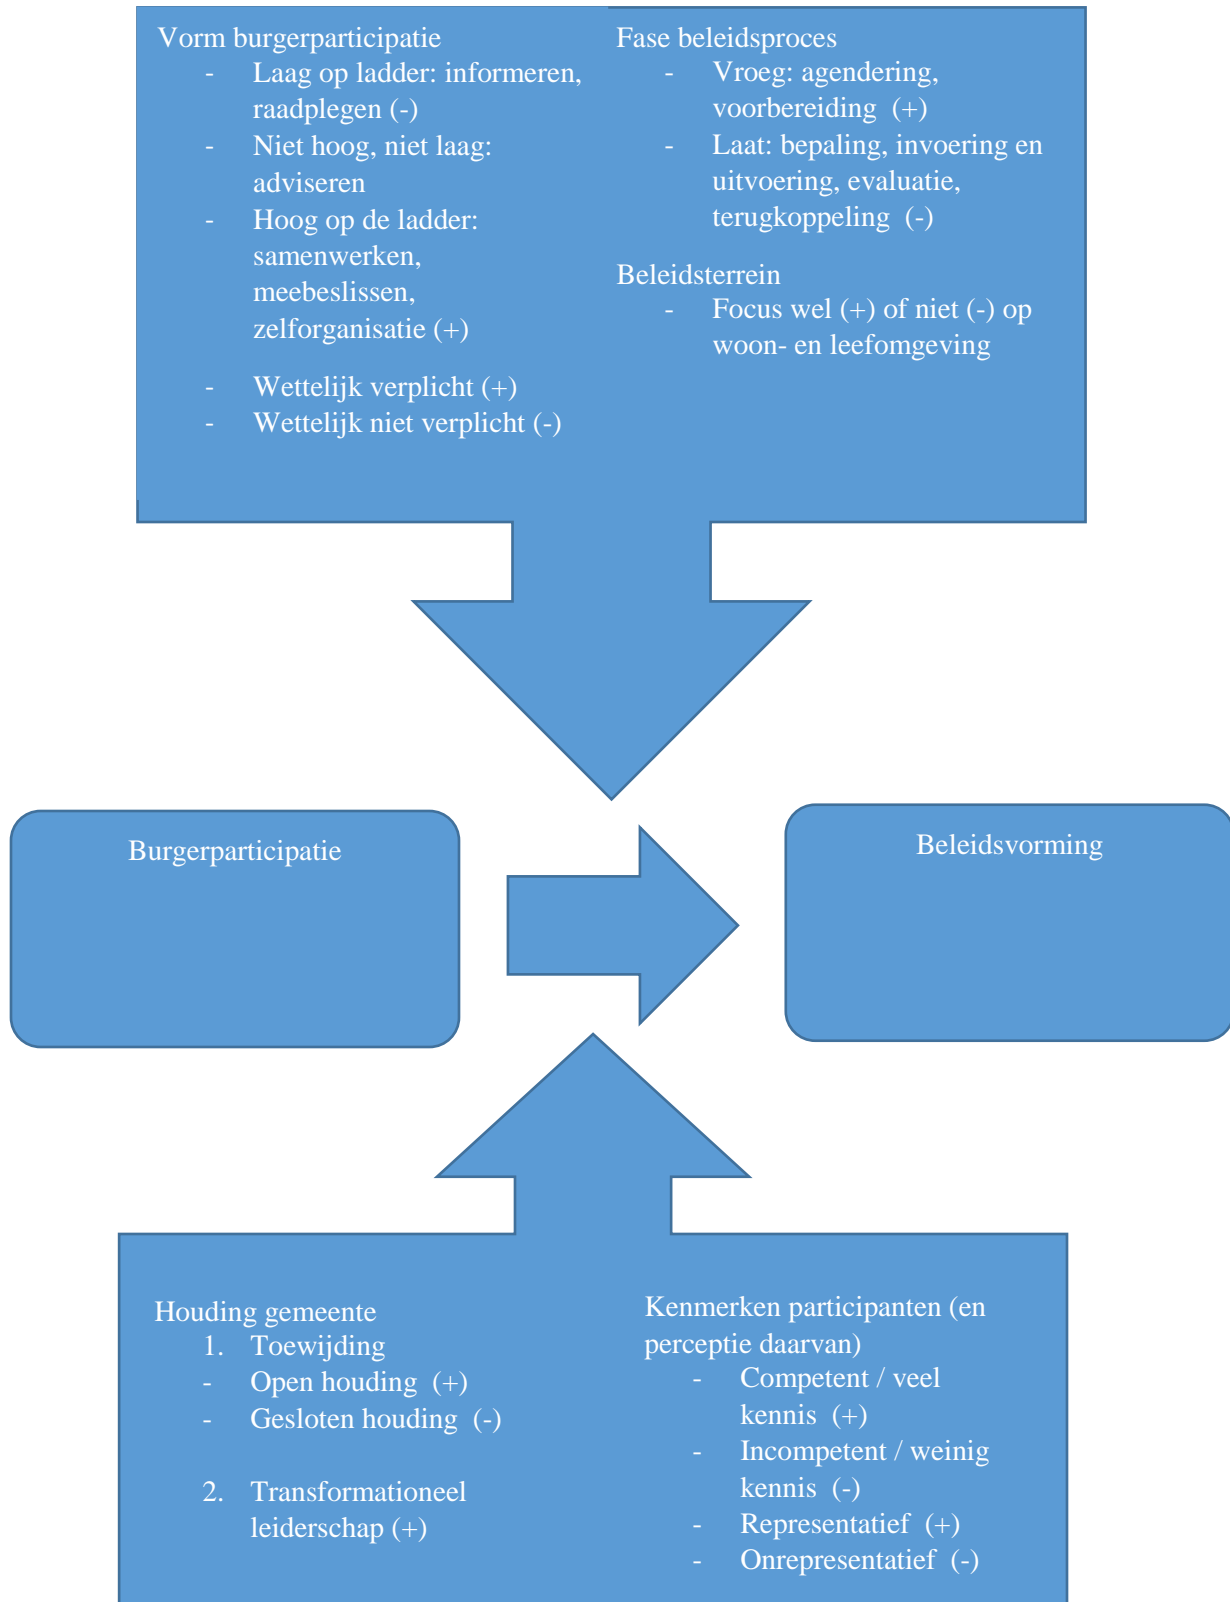 Vorm burgerparticipatie
- Laag op ladder: informeren,
raadplegen (-)
- Niet hoog, niet laag:
adviseren
- Hoog op de ladder:
samenwerken,
meebeslissen,
zelforganisatie (+)
- Wettelijk verplicht (+)
- Wettelijk niet verplicht (-)
Fase beleidsproces
- Vroeg: agendering,
voorbereiding (+)
- Laat: bepaling, invoering en
uitvoering, evaluatie,
terugkoppeling (-)
Beleidsterrein
- Focus wel (+) of niet (-) op
woon- en leefomgeving
Burgerparticipatie
Beleidsvorming
Houding gemeente
1. Toewijding
- Open houding (+)
- Gesloten houding (-)
2. Transformationeel
leiderschap (+)
Kenmerken participanten (en
perceptie daarvan)
- Competent / veel
kennis (+)
- Incompetent / weinig
kennis (-)
- Representatief (+)
- Onrepresentatief (-)